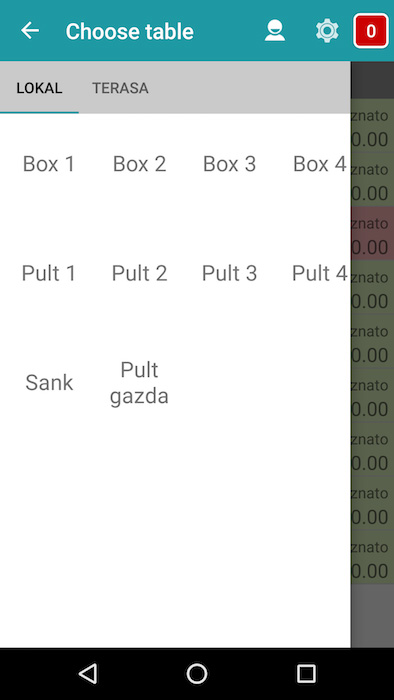 Choose table
0
LOKAL TERASA
Box 1 Box 2 Box 3 Box 4
Pult 1 Pult 2 Pult 3 Pult 4
Sank Pult gazda
znato
0.00
znato
0.00
znato
0.00
znato
0.00
znato
0.00
znato
0.00
znato
0.00
znato
0.00
znato
0.00